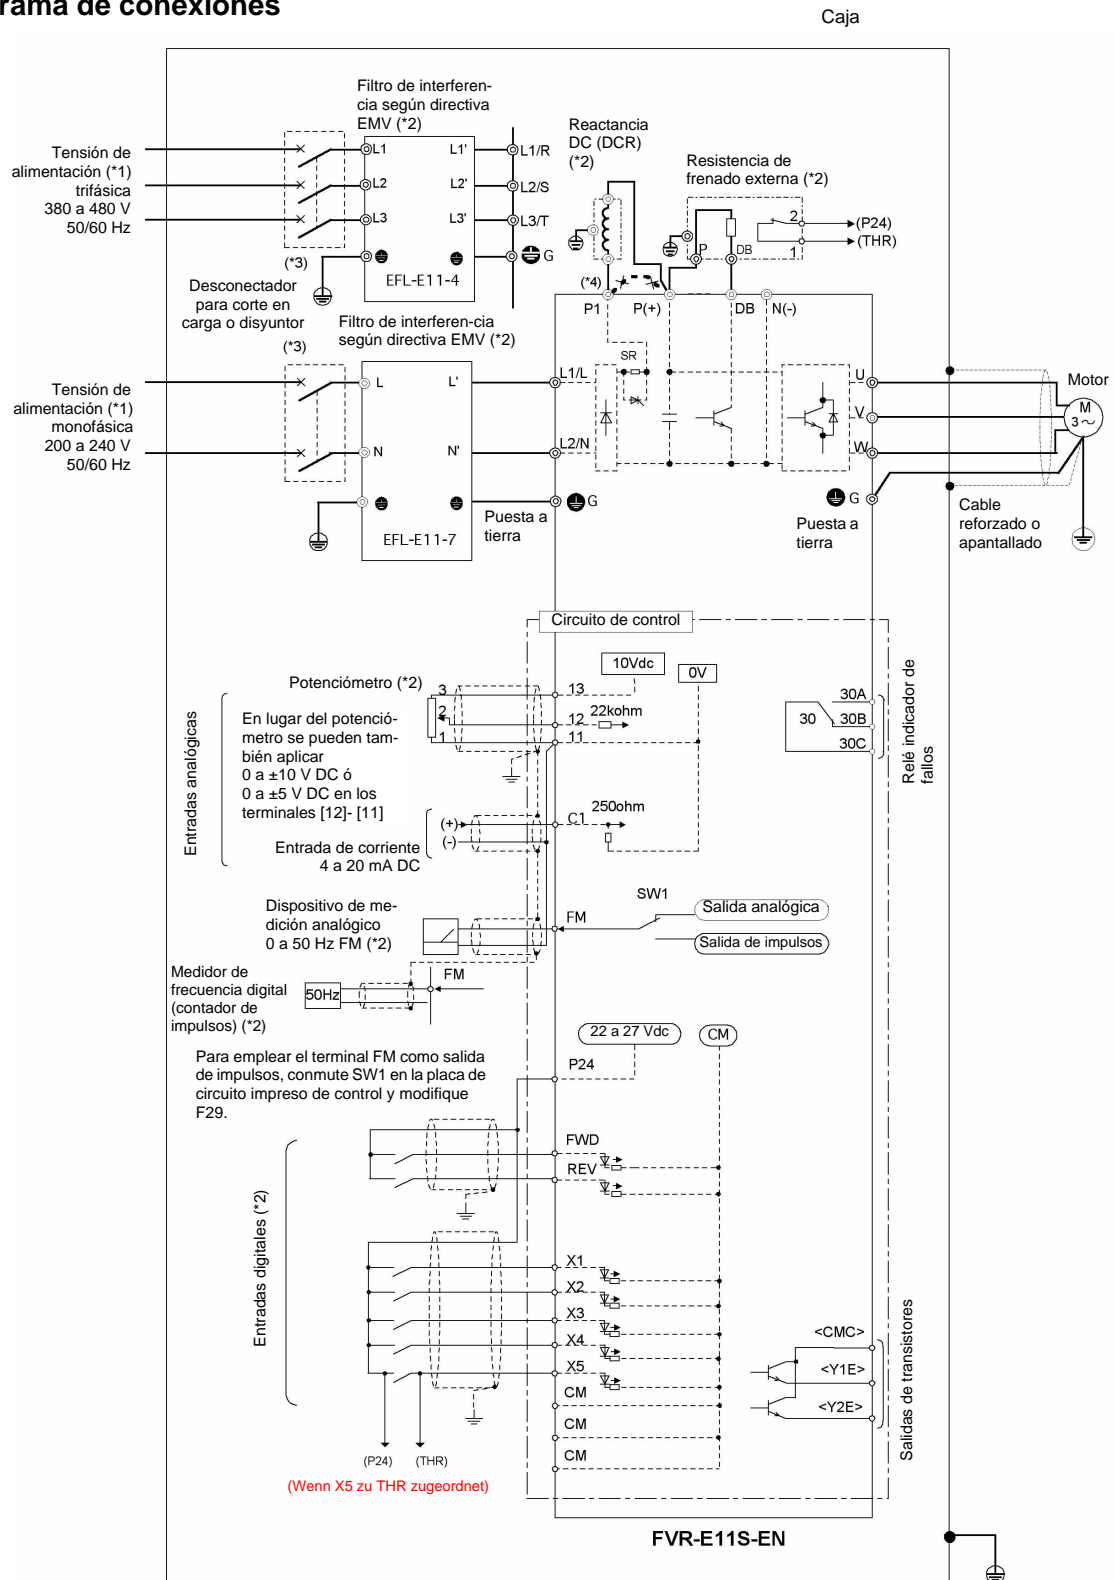 rama de conexiones
Caja
Filtro de interferen-
cia según directiva
EMV (*2)
Reactancia
DC (DCR)
(*2)
Resistencia de
frenado externa (*2)
Tensión de
alimentación (*1)
trifásica
380 a 480 V
50/60 Hz
L1 L1' L1/R
L2 L2' L2/S
L3 L3' L3/T
G
EFL-E11-4
(*3)
Desconectador
para corte en
carga o disyuntor
(*3)
2
(P24)
(THR)
P DB 1
(*4)
P1 P(+) DB N(-)
Filtro de interferen-cia
según directiva EMV (*2)
SR
Tensión de
alimentación (*1)
monofásica
200 a 240 V
50/60 Hz
L L' L1/L
N N' L2/N
EFL-E11-7
Puesta a
tierra
G
U
V
W
G
Puesta a
tierra
Motor
M
3~
Cable
reforzado o
apantallado
Circuito de control
10Vdc
0V
Potenciómetro (*2)
3 13
2 12 22kohm
1 11
Entradas analógicas
En lugar del potenció-
metro se pueden tam-
bién aplicar
0 a ±10 V DC ó
0 a ±5 V DC en los
terminales [12]- [11]
(+) C1 250ohm
(-)
Entrada de corriente
4 a 20 mA DC
30A
30 30B
30C
Relé indicador de
fallos
Dispositivo de me-
dición analógico
0 a 50 Hz FM (*2)
FM
SW1
Salida analógica
Salida de impulsos
Medidor de
frecuencia digital
(contador de
impulsos) (*2)
50Hz
FM
Para emplear el terminal FM como salida
de impulsos, conmute SW1 en la placa de
circuito impreso de control y modifique
F29.
22 a 27 Vdc
CM
P24
Entradas digitales (*2)
FWD
REV
X1
X2
X3
X4
X5
CM
CM
CM
(P24) (THR)
(Wenn X5 zu THR zugeordnet)
<CMC>
<Y1E>
<Y2E>
Salidas de transistores
FVR-E11S-EN